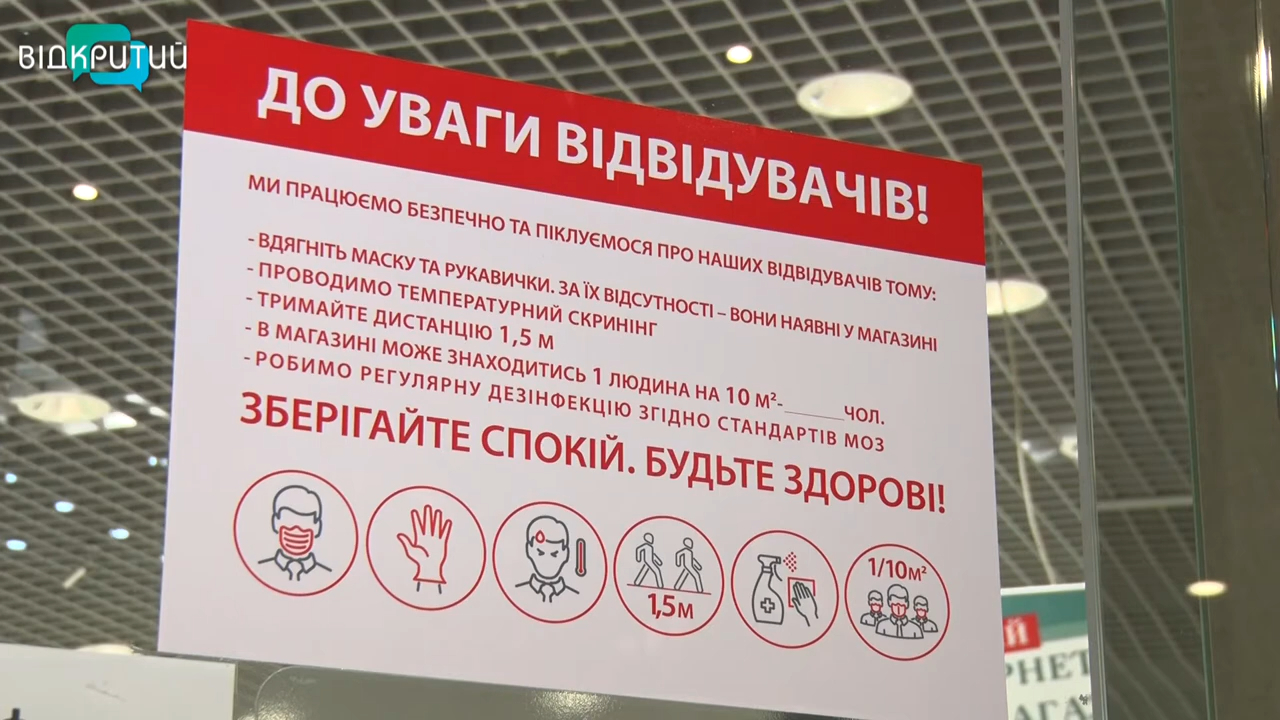 ВІДКРИТИЙ
ДО УВАГИ ВІДВІДУВАЧІВ!
МИ ПРАЦЮЄМО БЕЗПЕЧНО ТА ПІКЛУЄМОСЯ ПРО НАШИХ ВІДВІДУВАЧІВ ТОМУ:
- ВДЯГНІТЬ МАСКУ ТА РУКАВИЧКИ. ЗА ЇХ ВІДСУТНОСТІ – ВОНИ НАЯВНІ У МАГАЗИНІ
- ПРОВОДИМО ТЕМПЕРАТУРНИЙ СКРИНІНГ
- ТРИМАЙТЕ ДИСТАНЦІЮ 1,5 М
- В МАГАЗИНІ МОЖЕ ЗНАХОДИТИСЬ 1 ЛЮДИНА НА 10 М²-______ЧОЛ.
- РОБИМО РЕГУЛЯРНУ ДЕЗІНФЕКЦІЮ ЗГІДНО СТАНДАРТІВ МОЗ
ЗБЕРІГАЙТЕ СПОКІЙ. БУДЬТЕ ЗДОРОВІ!
1,5М
1/10М²